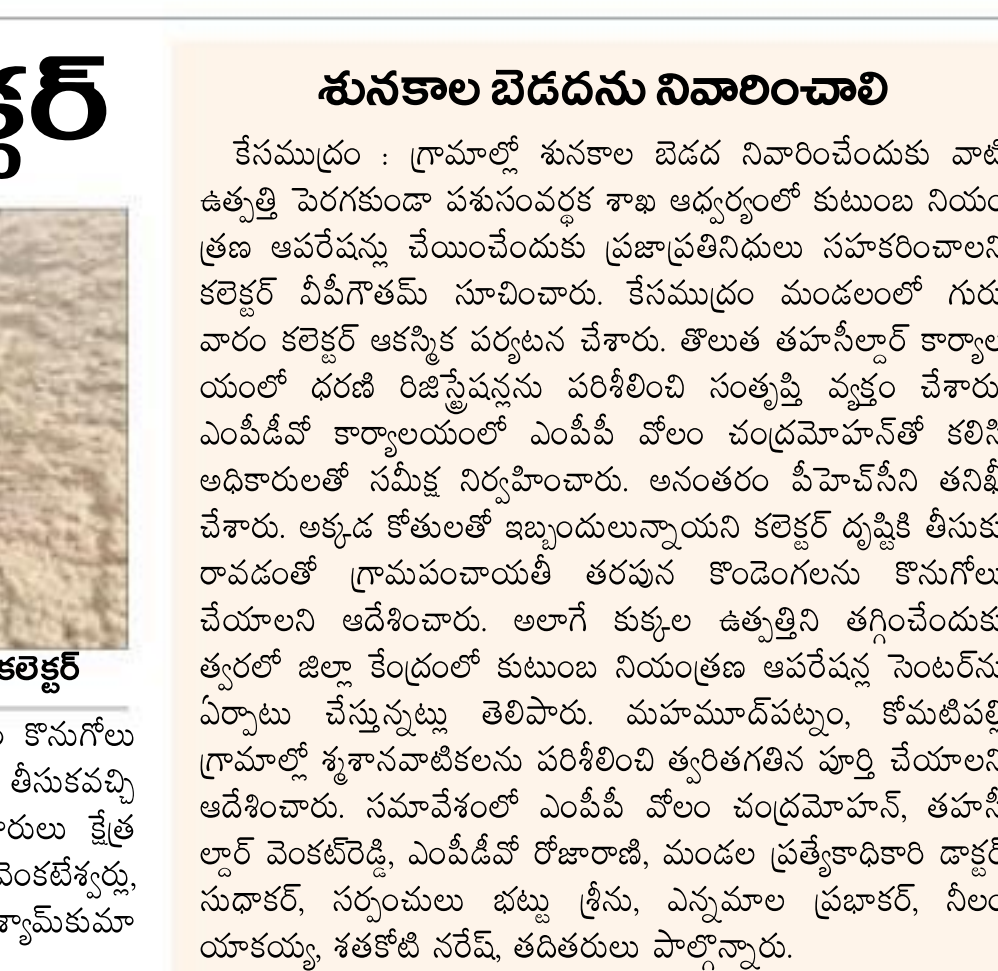 క్టర్
కలెక్టర్
కొనుగోలు
తీసుకవచ్చి
క్షేత్ర
వెంకటేశ్వర్లు,
శ్యామ్‌కుమా
శునకాల బెడదను నివారించాలి
కేసముద్రం : గ్రామాల్లో శునకాల బెడద నివారించేందుకు వాటి
ఉత్పత్తి పెరగకుండా పశుసంవర్థక శాఖ ఆధ్వర్యంలో కుటుంబ నియం
త్రణ ఆపరేషన్లు చేయించేందుకు ప్రజాప్రతినిధులు సహకరించాలని
కలెక్టర్ వీపీగౌతమ్ సూచించారు. కేసముద్రం మండలంలో గురు
వారం కలెక్టర్ ఆకస్మిక పర్యటన చేశారు. తొలుత తహసీల్దార్ కార్యాల
యంలో ధరణి రిజిస్ట్రేషన్లను పరిశీలించి సంతృప్తి వ్యక్తం చేశారు
ఎంపీడీవో కార్యాలయంలో ఎంపీపీ వోలం చంద్రమోహన్‌తో కలిసి
అధికారులతో సమీక్ష నిర్వహించారు. అనంతరం పీహెచ్‌సీని తనిఖీ
చేశారు. అక్కడ కోతులతో ఇబ్బందులున్నాయని కలెక్టర్ దృష్టికి తీసుకు
రావడంతో గ్రామపంచాయతీ తరపున కొండెంగలను కొనుగోలు
చేయాలని ఆదేశించారు. అలాగే కుక్కల ఉత్పత్తిని తగ్గించేందుకు
త్వరలో జిల్లా కేంద్రంలో కుటుంబ నియంత్రణ ఆపరేషన్ల సెంటర్‌ను
ఏర్పాటు చేస్తున్నట్లు తెలిపారు. మహమూద్‌పట్నం, కోమటిపల్లి
గ్రామాల్లో శ్మశానవాటికలను పరిశీలించి త్వరితగతిన పూర్తి చేయాలని
ఆదేశించారు. సమావేశంలో ఎంపీపీ వోలం చంద్రమోహన్, తహసీ
ల్దార్ వెంకట్‌రెడ్డి, ఎంపీడీవో రోజారాణి, మండల ప్రత్యేకాధికారి డాక్టర్
సుధాకర్, సర్పంచులు భట్టు శ్రీను, ఎన్నమాల ప్రభాకర్, నీలం
యాకయ్య, శతకోటి నరేష్, తదితరులు పాల్గొన్నారు.